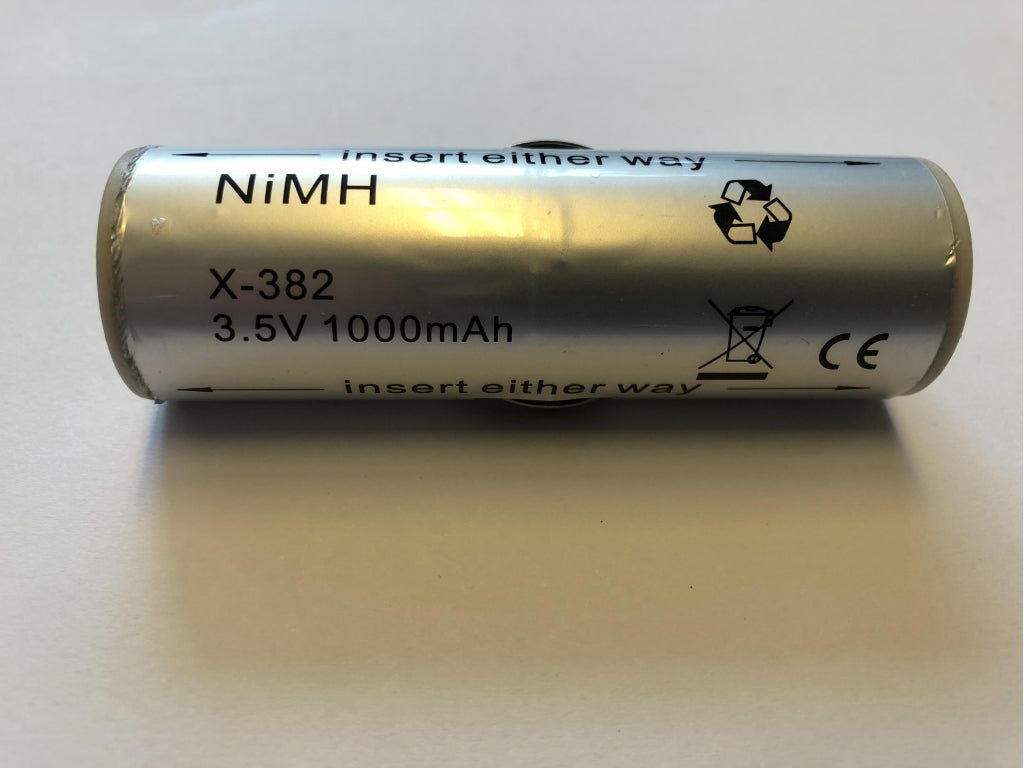 insert either way
NiMH
X-382
3.5V 1000mAh
CE
insert either way